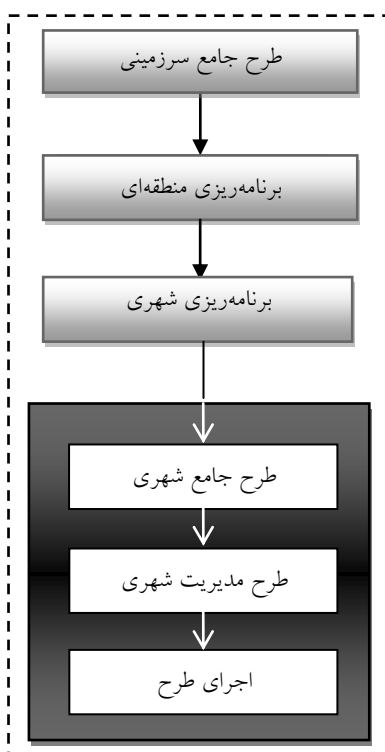 طرح جامع سرزمینی
برنامه‌ریزی منطقه‌ای
برنامه‌ریزی شهری
طرح جامع شهری
طرح مدیریت شهری
اجرای طرح